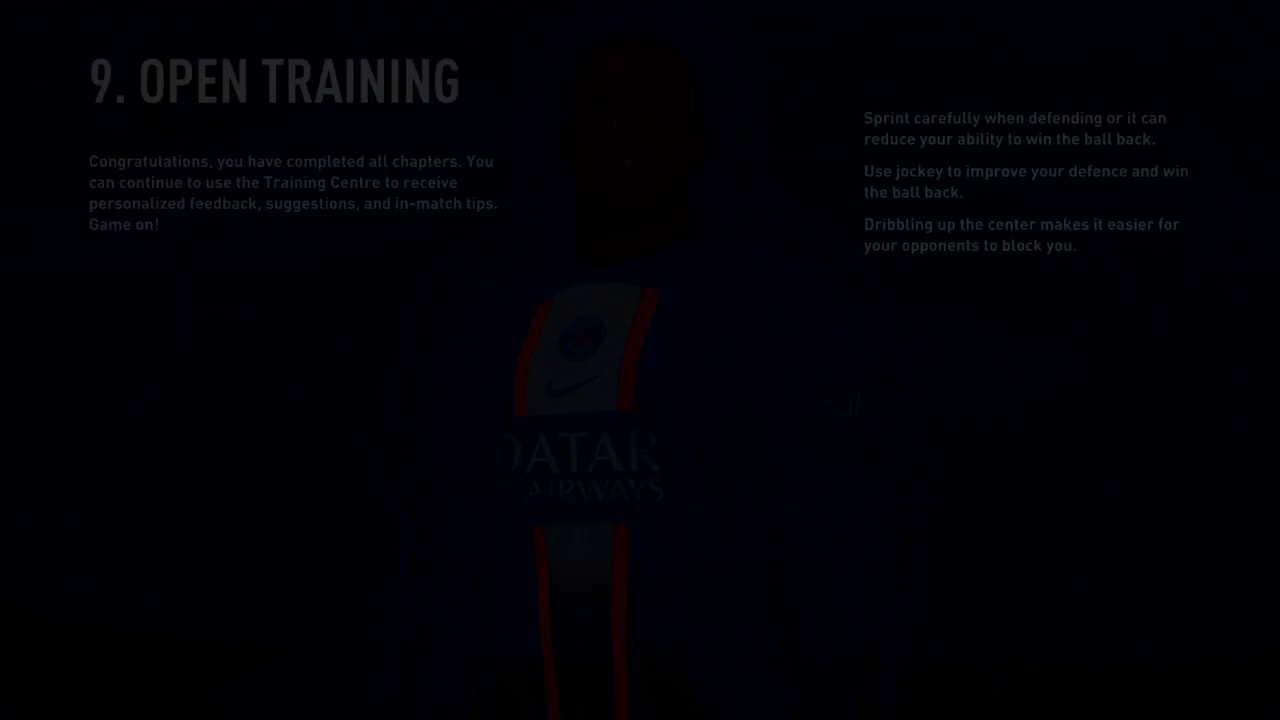 9. OPEN TRAINING
Congratulations, you have completed all chapters. You
can continue to use the Training Centre to receive
personalized feedback, suggestions, and in-match tips.
Game on!
Sprint carefully when defending or it can
reduce your ability to win the ball back.
Use jockey to improve your defence and win
the ball back.
Dribbling up the center makes it easier for
your opponents to block you.
QATAR
AIRWAYS